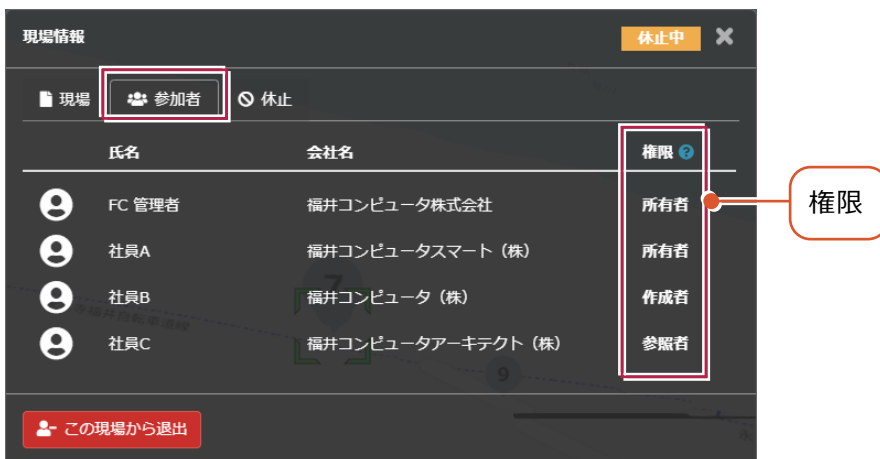 現場情報 休止中
現場 参加者 休止
氏名 会社名 権限
FC 管理者 福井コンピュータ株式会社 所有者
権限
社員A 福井コンピュータスマート（株） 所有者
社員B 福井コンピュータ（株） 作成者
社員C 福井コンピュータアーキテクト（株） 参照者
7
9
この現場から退出